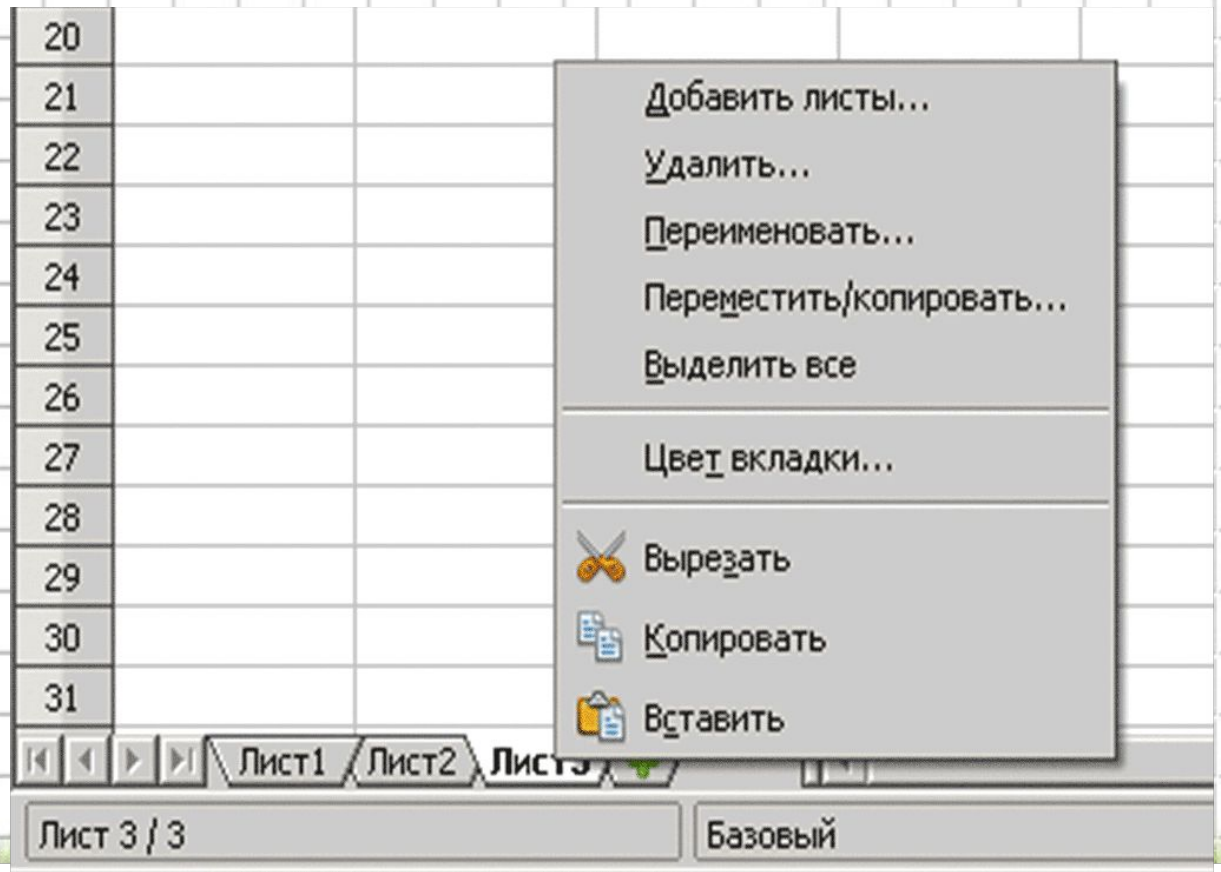 20
21
22
23
24
25
26
27
28
29
30
31
Добавить листы...
Удалить...
Переименовать...
Переместить/копировать...
Выделить все
Цвет вкладки...
Вырезать
Копировать
Вставить
Лист1 Лист2 Лист3
Лист 3 / 3 Базовый